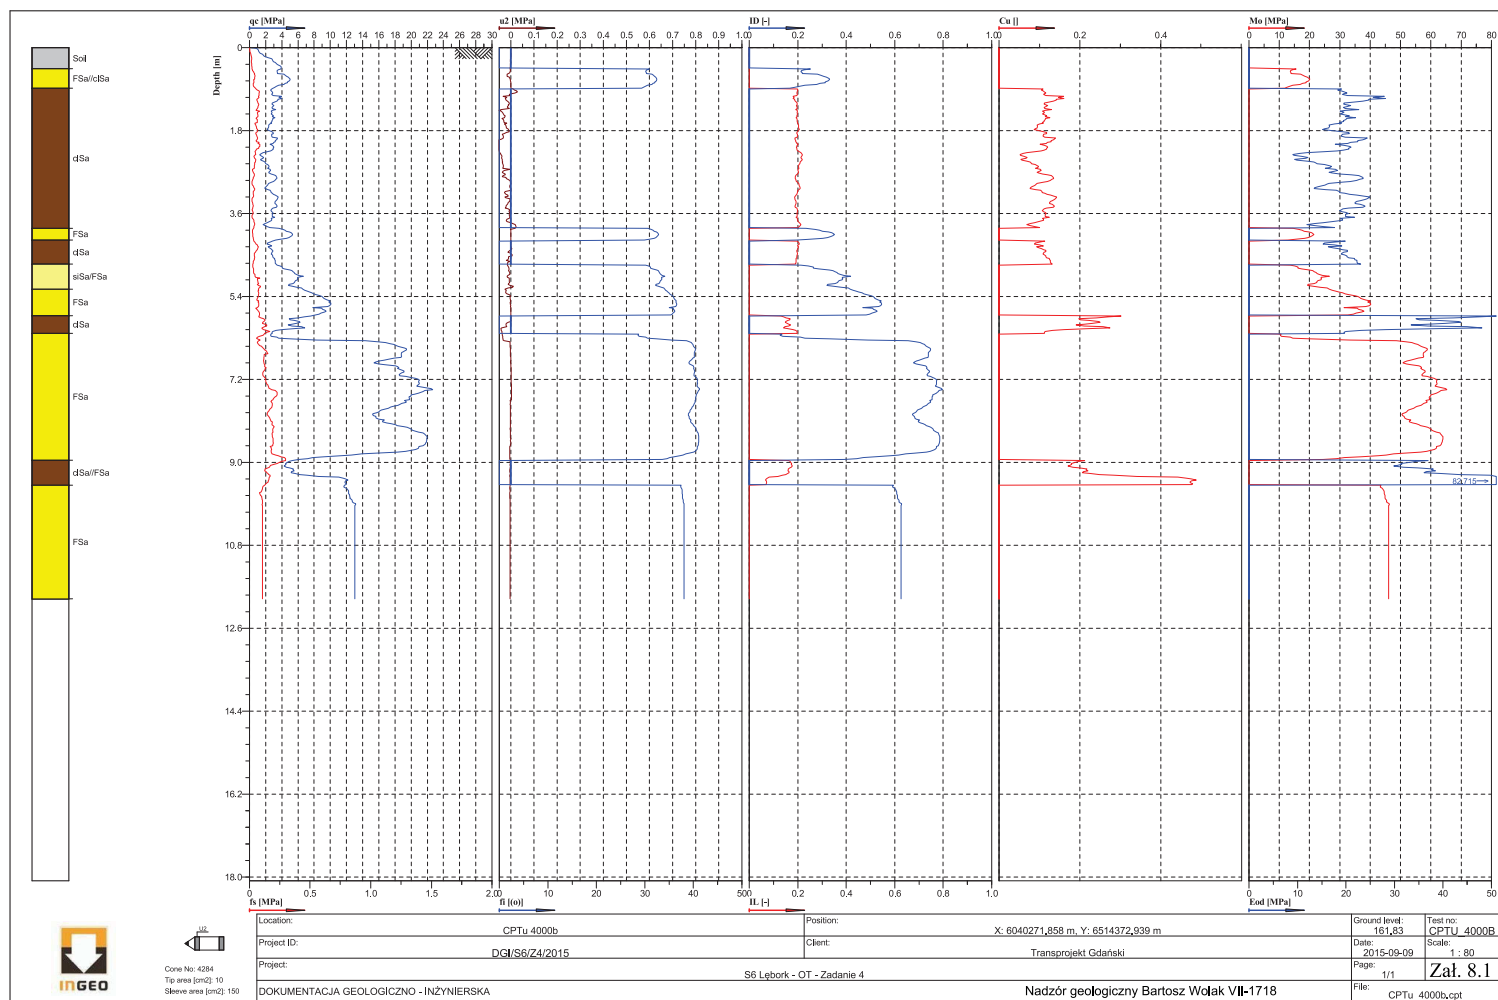 qc [MPa] u2 [MPa] ID [-] Cu [] Mo [MPa]
0 2 4 6 8 10 12 14 16 18 20 22 24 26 28 30 0.1 0 0.1 0.2 0.3 0.4 0.5 0.6 0.7 0.8 0.9 1.0 0.2 0.4 0.6 0.8 1.0 0.2 0.4 0 10 20 30 40 50 60 70 80
Depth [m]
0
Soil
FSa//clSa
1.8
clSa
3.6
FSa
clSa
siSa/FSa
5.4
FSa
clSa
7.2
FSa
9.0
clSa//FSa
82.715
FSa
10.8
12.6
14.4
16.2
18.0
0 0.5 1.0 1.5 2.0 0 10 20 30 40 50 0 0.2 0.4 0.6 0.8 1.0 0 10 20 30 40 50
fs [MPa] fi [(o)] IL [-] Eod [MPa]
U2
Cone No: 4284
Tip area [cm2]: 10
Sleeve area [cm2]: 150
INGEO
Location: CPTu 4000b
Position: X: 6040271.858 m, Y: 6514372.939 m
Ground level: 161.83
Test no: CPTU_4000B
Project ID: DGI/S6/Z4/2015
Client: Transprojekt Gdański
Date: 2015-09-09
Scale: 1 : 80
Project: S6 Lębork - OT - Zadanie 4
Page: 1/1
Zał. 8.1
DOKUMENTACJA GEOLOGICZNO - INŻYNIERSKA
Nadzór geologiczny Bartosz Wolak VII-1718
File: CPTu_4000b.cpt